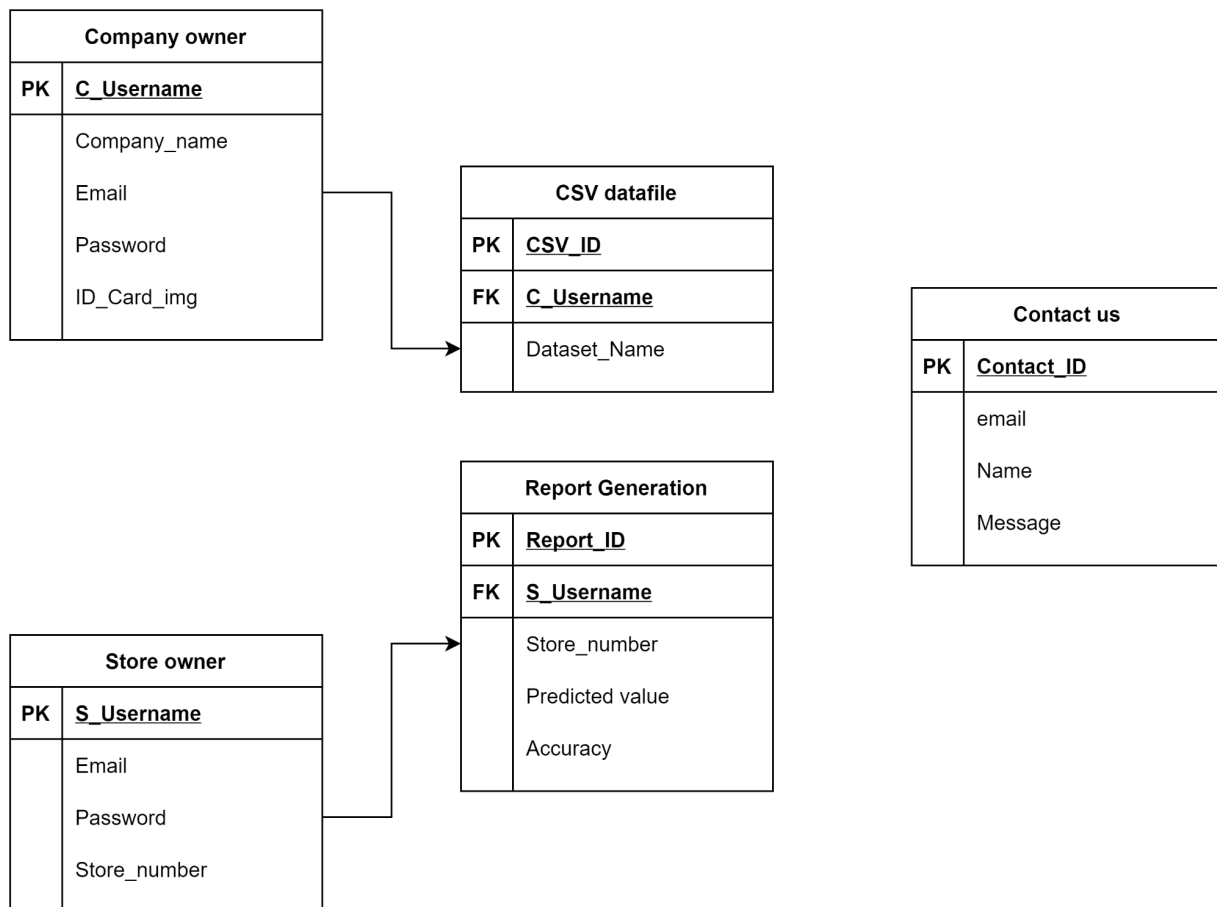 Company owner
PK C_Username
Company_name
Email
Password
ID_Card_img
CSV datafile
PK CSV_ID
FK C_Username
Dataset_Name
Contact us
PK Contact_ID
email
Name
Message
Report Generation
PK Report_ID
FK S_Username
Store_number
Predicted value
Accuracy
Store owner
PK S_Username
Email
Password
Store_number